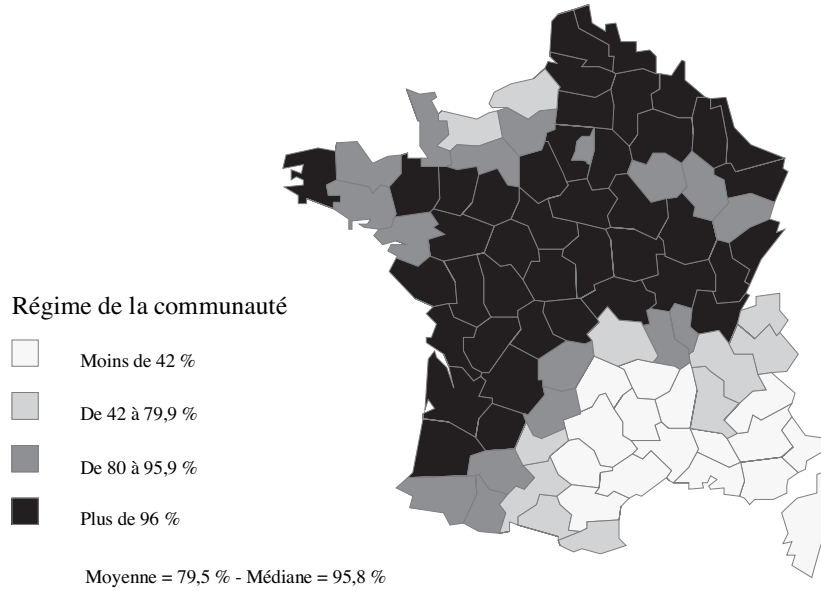 Régime de la communauté
Moins de 42 %
De 42 à 79,9 %
De 80 à 95,9 %
Plus de 96 %
Moyenne = 79,5 % - Médiane = 95,8 %